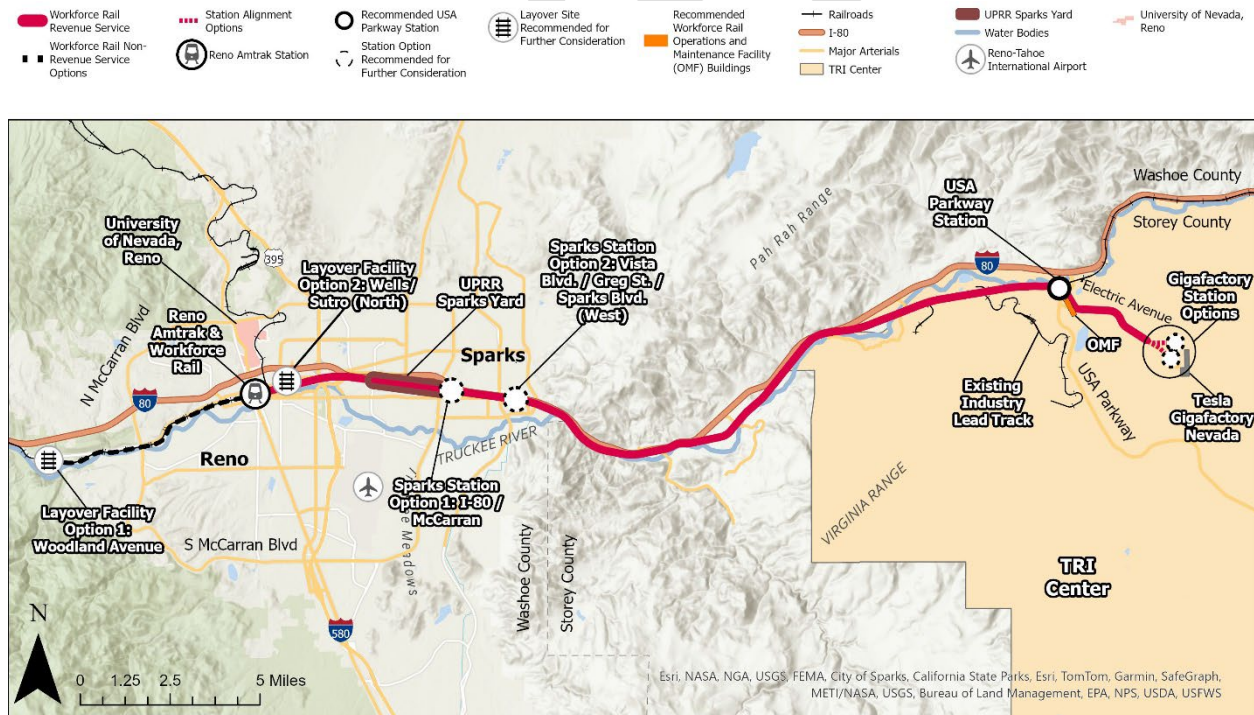 Workforce Rail
Revenue Service
Workforce Rail Non-
Revenue Service
Options
Station Alignment
Options
Reno Amtrak Station
Recommended USA
Parkway Station
Station Option
Recommended for
Further Consideration
Layover Site
Recommended for
Further Consideration
Recommended
Workforce Rail
Operations and
Maintenance Facility
(OMF) Buildings
Railroads
I-80
Major Arterials
TRI Center
UPRR Sparks Yard
Water Bodies
Reno-Tahoe
International Airport
University of Nevada,
Reno
Washoe County
Storey County
USA
Parkway
Station
Pah Rah Range
University
of Nevada,
Reno
395
Layover Facility
Option 2: Wells/
Sutro (North)
UPRR
Sparks Yard
Sparks Station
Option 2: Vista
Blvd. / Greg St. /
Sparks Blvd.
(West)
80
Electric Avenue
Gigafactory
Station
Options
N McCarran Blvd
Reno
Amtrak &
Workforce
Rail
Sparks
OMF
80
Existing
Industry
Lead Track
USA Parkway
Tesla
Gigafactory
Nevada
Reno
TRUCKEE RIVER
Sparks Station
Option 1: I-80 /
McCarran
Layover Facility
Option 1:
Woodland Avenue
S McCarran Blvd
Meadows
Washoe County
Storey County
VIRGINIA RANGE
TRI
Center
N
580
0 1.25 2.5 5 Miles
Esri, NASA, NGA, USGS, FEMA, City of Sparks, California State Parks, Esri, TomTom, Garmin, SafeGraph,
METI/NASA, USGS, Bureau of Land Management, EPA, NPS, USDA, USFWS